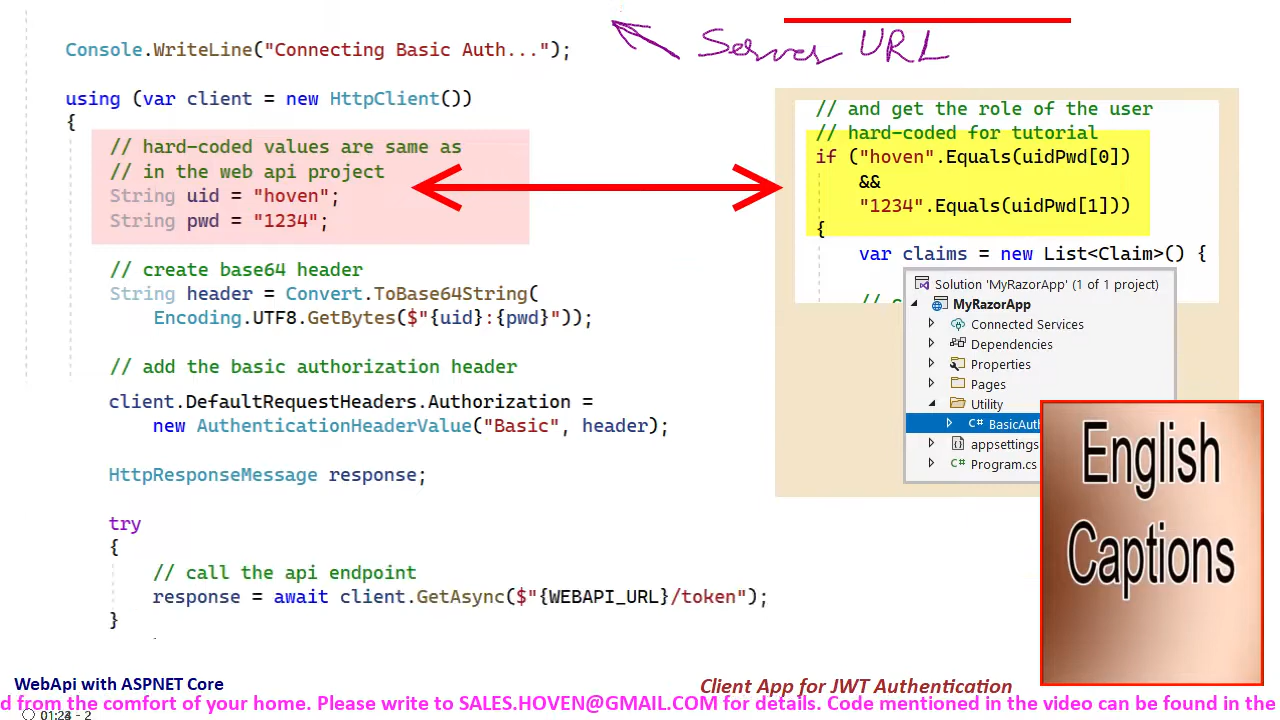 Server URL
Console.WriteLine("Connecting Basic Auth...");
using (var client = new HttpClient())
{
// hard-coded values are same as
// in the web api project
String uid = "hoven";
String pwd = "1234";
// create base64 header
String header = Convert.ToBase64String(
Encoding.UTF8.GetBytes($"{uid}:{pwd}"));
// add the basic authorization header
client.DefaultRequestHeaders.Authorization =
new AuthenticationHeaderValue("Basic", header);
HttpResponseMessage response;
try
{
// call the api endpoint
response = await client.GetAsync($"{WEBAPI_URL}/token");
}
// and get the role of the user
// hard-coded for tutorial
if ("hoven".Equals(uidPwd[0])
&&
"1234".Equals(uidPwd[1]))
{
var claims = new List<Claim>() {
Solution 'MyRazorApp' (1 of 1 project)
MyRazorApp
Connected Services
Dependencies
Properties
Pages
Utility
C# BasicAuth
appsettings
C# Program.cs
English
Captions
WebApi with ASPNET Core
Client App for JWT Authentication
d from the comfort of your home. Please write to SALES.HOVEN@GMAIL.COM for details. Code mentioned in the video can be found in the